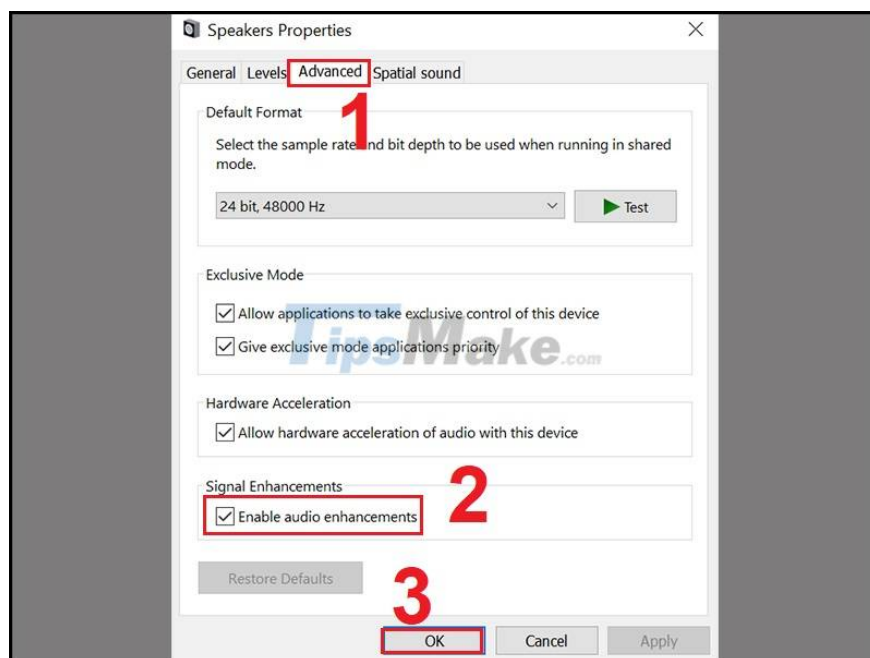 Speakers Properties
General Levels Advanced Spatial sound
1
Default Format
Select the sample rate and bit depth to be used when running in shared
mode.
24 bit, 48000 Hz
Test
Exclusive Mode
Allow applications to take exclusive control of this device
Give exclusive mode applications priority
TipsMake.com
Hardware Acceleration
Allow hardware acceleration of audio with this device
Signal Enhancements
2
Enable audio enhancements
Restore Defaults
3
OK Cancel Apply